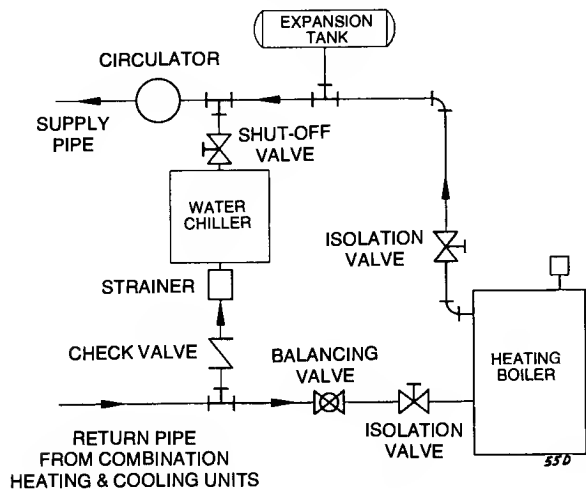 EXPANSION
TANK
CIRCULATOR
SUPPLY
PIPE
SHUT-OFF
VALVE
WATER
CHILLER
ISOLATION
VALVE
STRAINER
CHECK VALVE
BALANCING
VALVE
HEATING
BOILER
ISOLATION
VALVE
RETURN PIPE
FROM COMBINATION
HEATING & COOLING UNITS
550